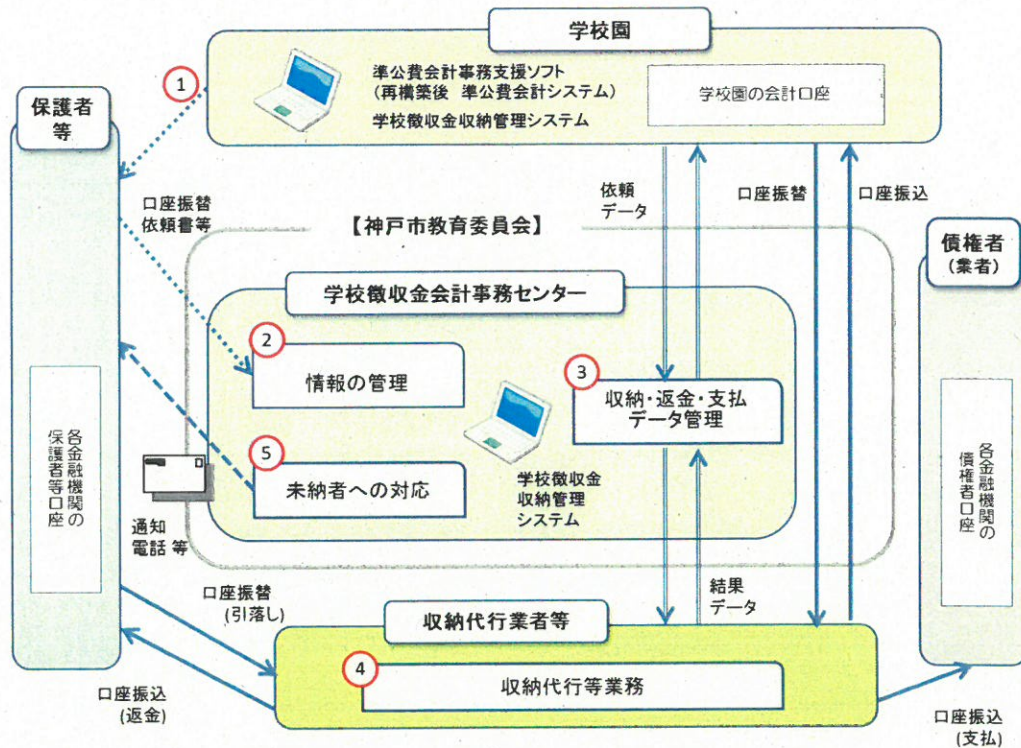 学校園
①
準公費会計事務支援ソフト
(再構築後 準公費会計システム)
学校徴収金収納管理システム
学校園の会計口座
保護者
等
口座振替
依頼書等
依頼
データ
口座振替
口座振込
【神戸市教育委員会】
債権者
(業者)
学校徴収金会計事務センター
②
情報の管理
③
収納・返金・支払
データ管理
⑤
未納者への対応
学校徴収金
収納管理
システム
各金融機関の
保護者等口座
各金融機関の
債権者口座
通知
電話 等
口座振替
(引落し)
結果
データ
収納代行業者等
④
収納代行等業務
口座振込
(返金)
口座振込
(支払)